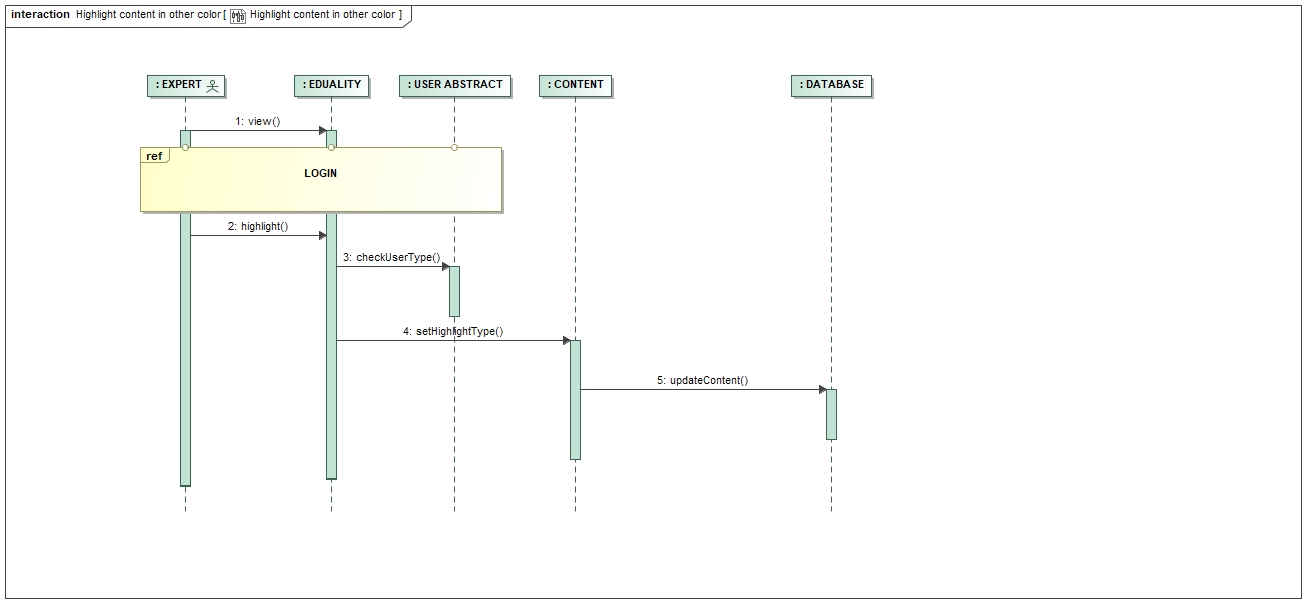 interaction Highlight content in other color [ Highlight content in other color ]
: EXPERT
: EDUALITY
: USER ABSTRACT
: CONTENT
: DATABASE
1: view()
ref
LOGIN
2: highlight()
3: checkUserType()
4: setHighlightType()
5: updateContent()